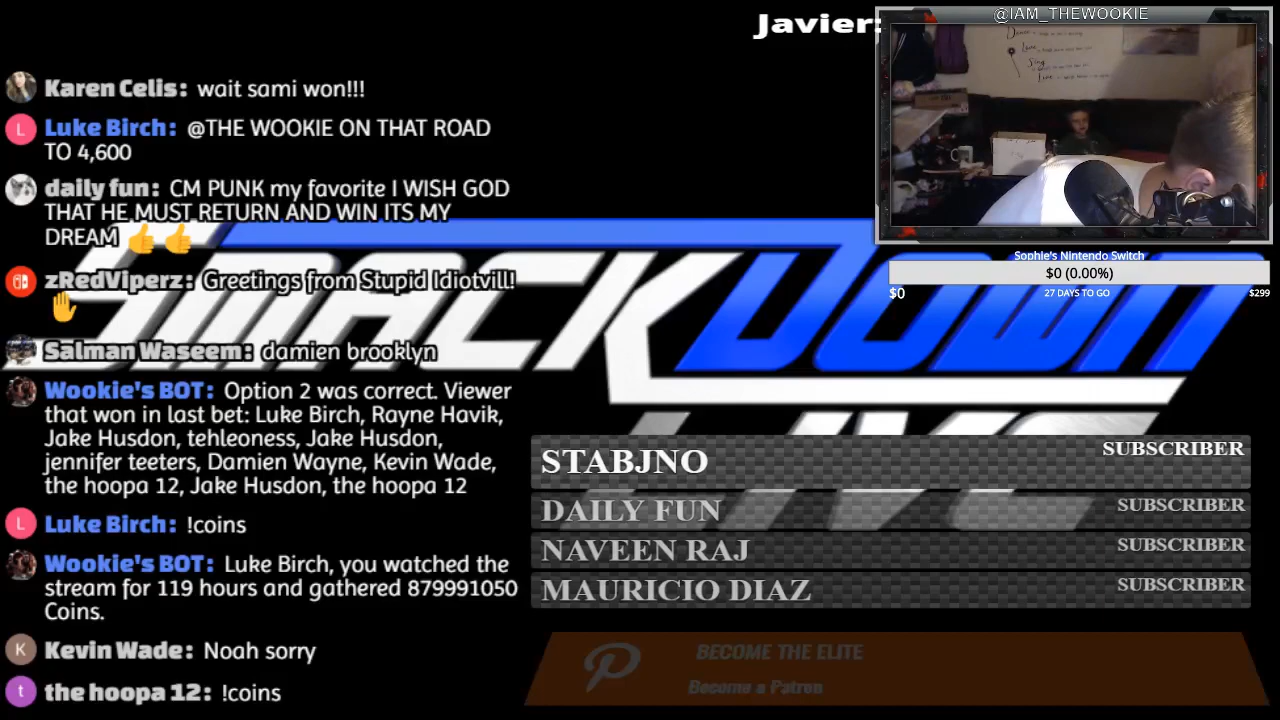 Javier:
@IAM_THEWOOKIE
Karen Celis: wait sami won!!!
Luke Birch: @THE WOOKIE ON THAT ROAD
TO 4,600
daily fun: CM PUNK my favorite I WISH GOD
THAT HE MUST RETURN AND WIN ITS MY
DREAM 👍 👍
zRedViperz: Greetings from Stupid Idiotvill!
✋
Salman Waseem: damien brooklyn
Wookie's BOT: Option 2 was correct. Viewer
that won in last bet: Luke Birch, Rayne Havik,
Jake Husdon, tehleoness, Jake Husdon,
jennifer teeters, Damien Wayne, Kevin Wade,
the hoopa 12, Jake Husdon, the hoopa 12
L Luke Birch: !coins
Wookie's BOT: Luke Birch, you watched the
stream for 119 hours and gathered 879991050
Coins.
K Kevin Wade: Noah sorry
t the hoopa 12: !coins
Sophie's Nintendo Switch
$0 (0.00%)
$0 27 DAYS TO GO $299
SMACKDOWN
LIVE
STABJNO SUBSCRIBER
DAILY FUN SUBSCRIBER
NAVEEN RAJ SUBSCRIBER
MAURICIO DIAZ SUBSCRIBER
BECOME THE ELITE
Become a Patron